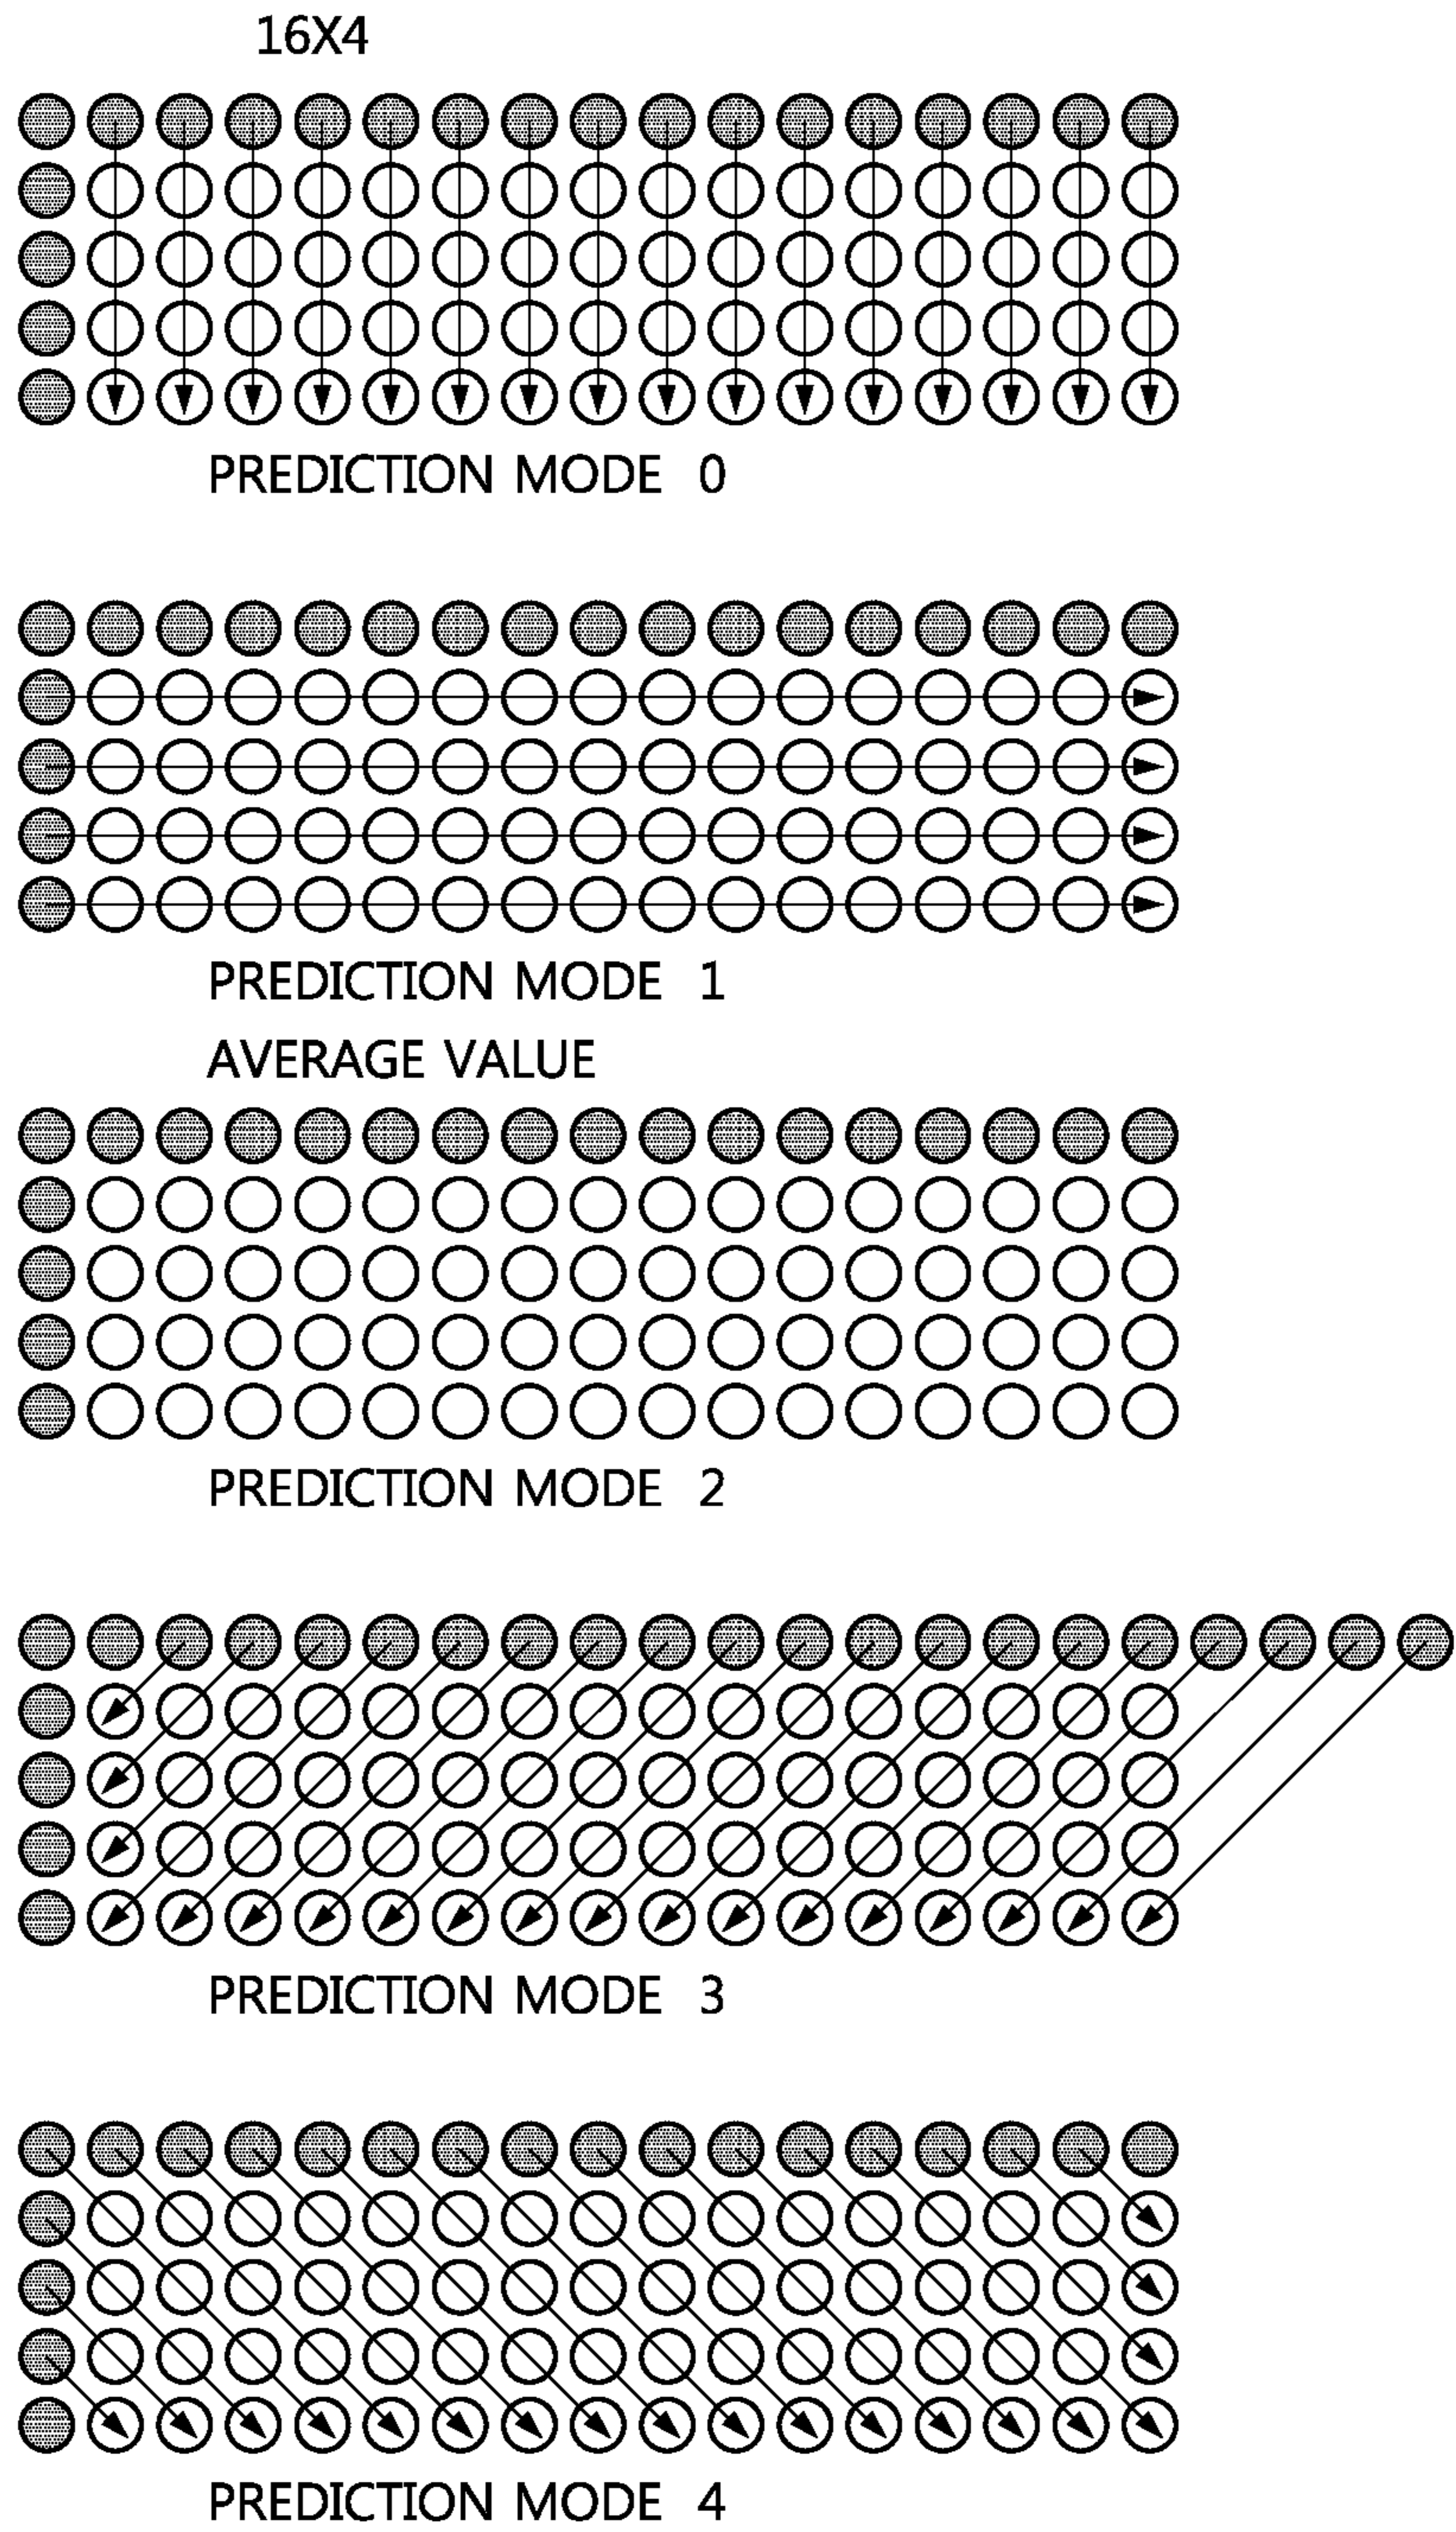 16X4
PREDICTION MODE 0
PREDICTION MODE 1
AVERAGE VALUE
PREDICTION MODE 2
PREDICTION MODE 3
PREDICTION MODE 4